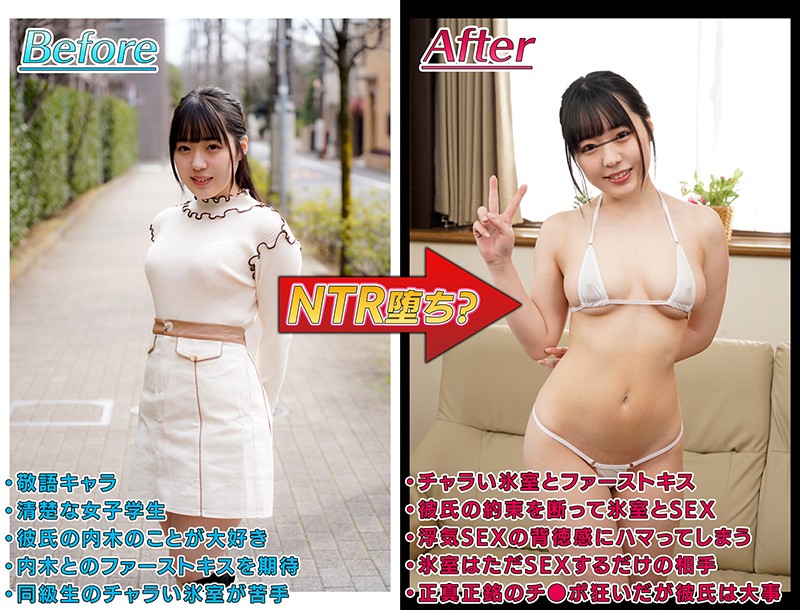 Before
・敬語キャラ
・清楚な女子学生
・彼氏の内木のことが大好き
・内木とのファーストキスを期待
・同級生のチャラい氷室が苦手
NTR堕ち?
After
・チャラい氷室とファーストキス
・彼氏の約束を断って氷室とSEX
・浮気SEXの背徳感にハマってしまう
・氷室はただSEXするだけの相手
・正真正銘のチ●ポ狂いだが彼氏は大事